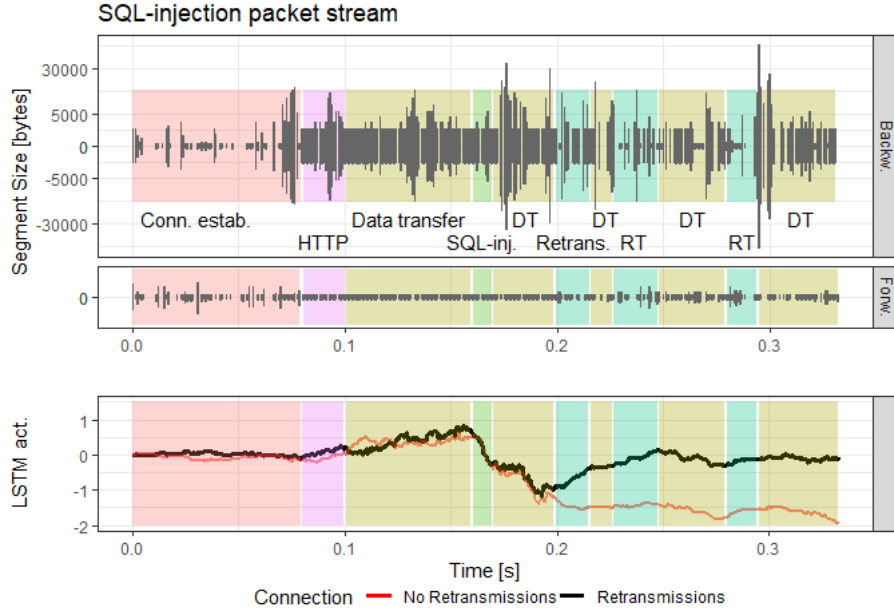 SQL-injection packet stream
Segment Size [bytes]
30000
5000
0
-5000
-30000
Backw.
Conn. estab.
Data transfer
DT
DT
DT
DT
HTTP
SQL-inj.
Retrans.
RT
RT
0
Forw.
0.0
0.1
0.2
0.3
LSTM act.
1
0
-1
-2
0.0
0.1
0.2
0.3
Time [s]
Connection
No Retransmissions
Retransmissions